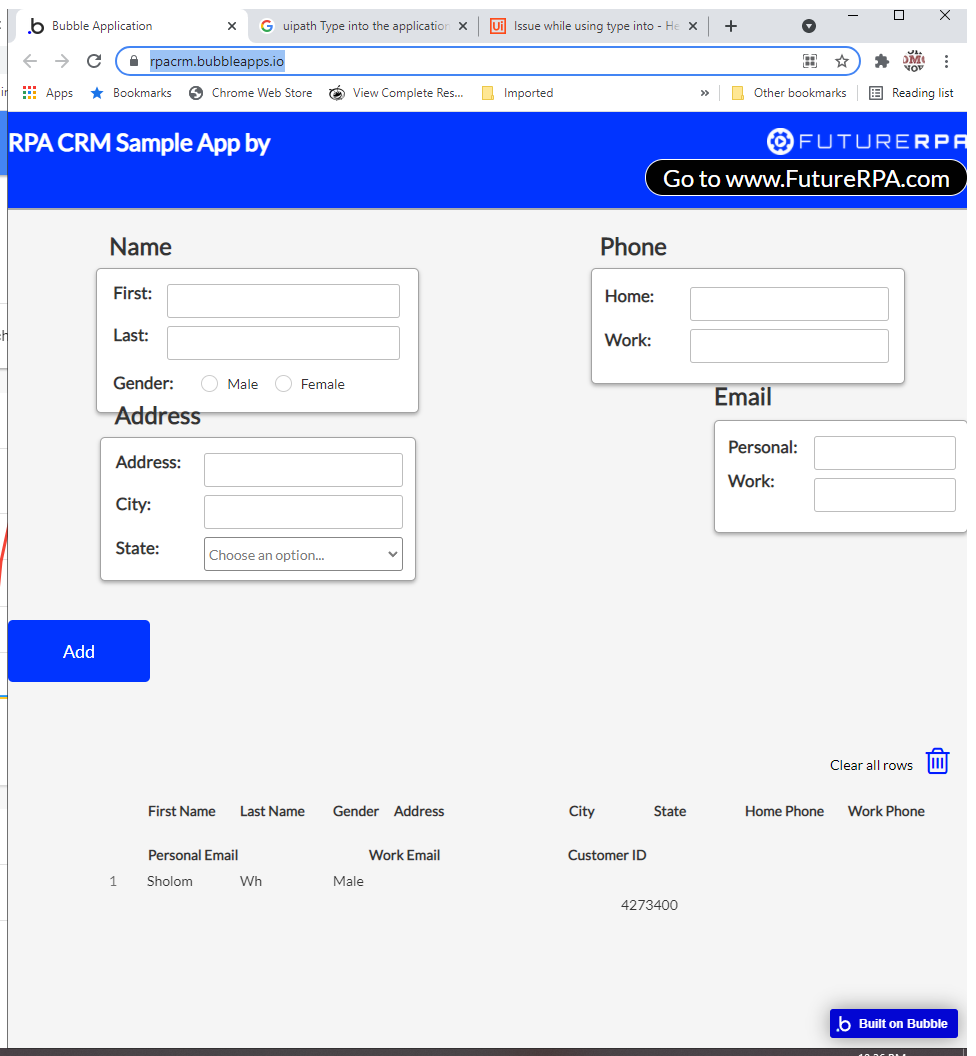 Bubble Application
uipath Type into the application
Issue while using type into - He
rpacrm.bubbleapps.io
Apps
Bookmarks
Chrome Web Store
View Complete Res...
Imported
»
Other bookmarks
Reading list
RPA CRM Sample App by
FUTURERPA
Go to www.FutureRPA.com
Name
First:
Last:
Gender:
Male
Female
Phone
Home:
Work:
Address
Address:
City:
State:
Choose an option...
Email
Personal:
Work:
Add
Clear all rows
First Name Last Name Gender Address City State Home Phone Work Phone
Personal Email Work Email Customer ID
1 Sholom Wh Male
4273400
Built on Bubble